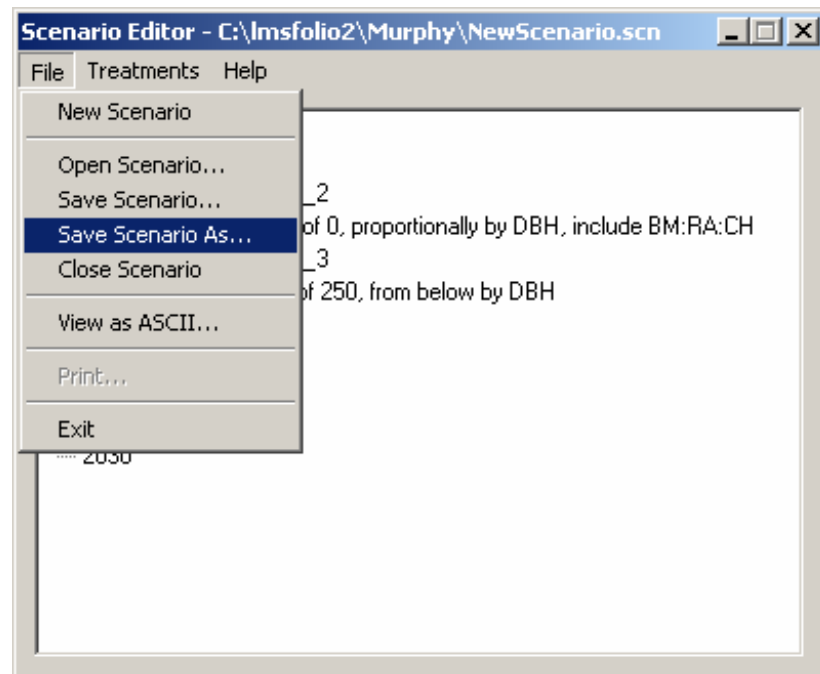 Scenario Editor - C:\lmsfolio2\Murphy\NewScenario.scn
File Treatments Help
New Scenario
Open Scenario...
Save Scenario...
Save Scenario As...
Close Scenario
View as ASCII...
Print...
Exit
_2
of 0, proportionally by DBH, include BM:RA:CH
_3
of 250, from below by DBH
2030